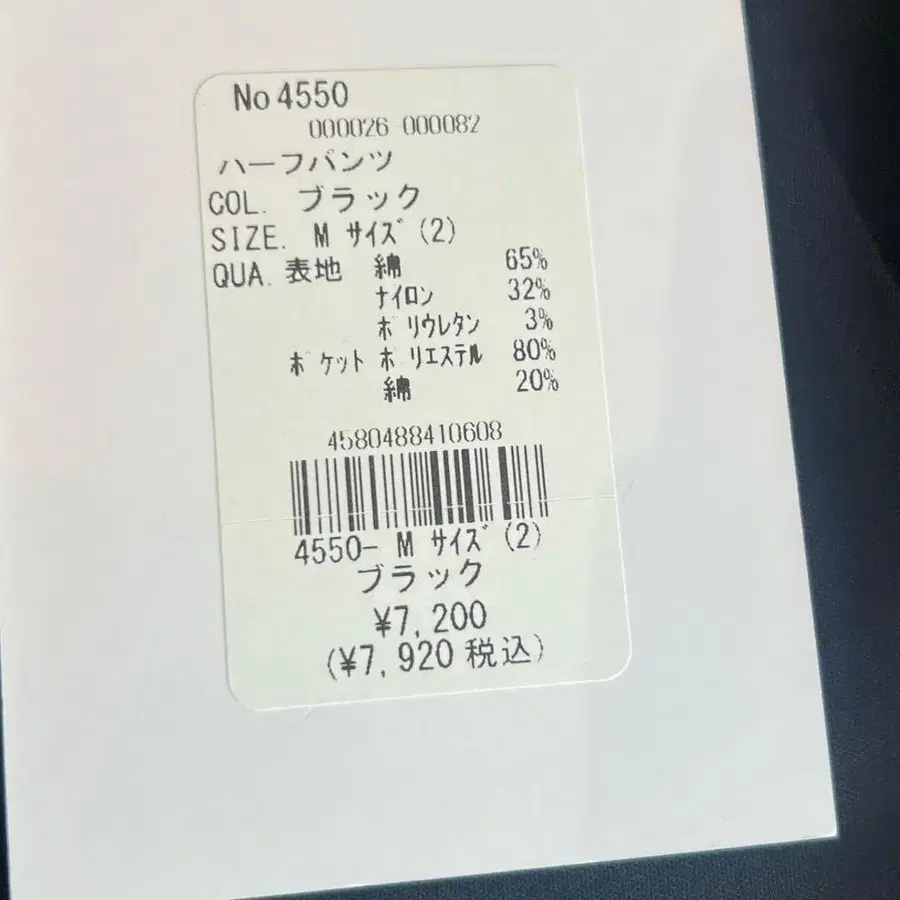 No 4550
000026 000082
ハーフパンツ
COL. ブラック
SIZE. M ｻｲｽﾞ(2)
QUA. 表地 綿 65%
ﾅｲﾛﾝ 32%
ﾎﾟﾘｳﾚﾀﾝ 3%
ﾎﾟｹｯﾄ ﾎﾟﾘｴｽﾃﾙ 80%
綿 20%
4580488410608
4550- M ｻｲｽﾞ(2)
ブラック
¥7,200
(¥7,920税込)